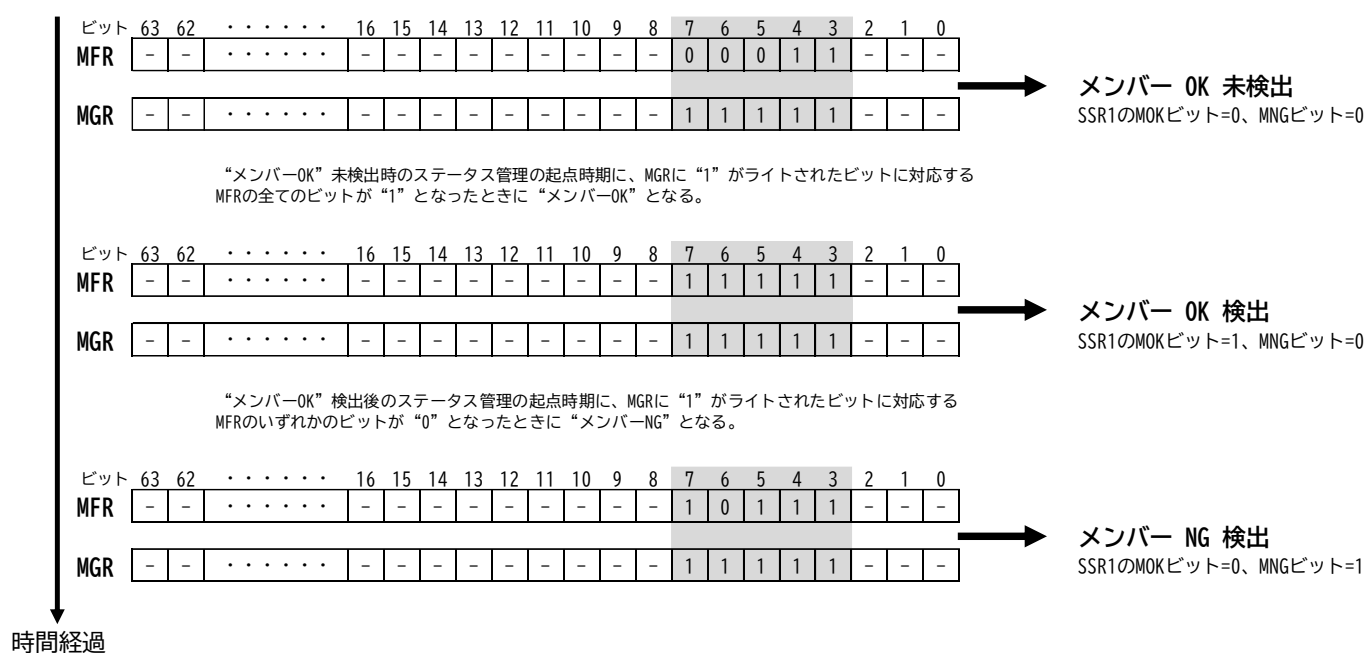 ビット 63 62 ・・・・・・ 16 15 14 13 12 11 10 9 8 7 6 5 4 3 2 1 0
MFR - - ・・・・・・ - - - - - - - - - 0 0 0 1 1 - - -
メンバー OK 未検出
SSR1のMOKビット=0、MNGビット=0
MGR - - ・・・・・・ - - - - - - - - - 1 1 1 1 1 - - -
“メンバーOK”未検出時のステータス管理の起点時期に、MGRに“1”がライトされたビットに対応する
MFRの全てのビットが“1”となったときに“メンバーOK”となる。
ビット 63 62 ・・・・・・ 16 15 14 13 12 11 10 9 8 7 6 5 4 3 2 1 0
MFR - - ・・・・・・ - - - - - - - - - 1 1 1 1 1 - - -
メンバー OK 検出
SSR1のMOKビット=1、MNGビット=0
MGR - - ・・・・・・ - - - - - - - - - 1 1 1 1 1 - - -
“メンバーOK”検出後のステータス管理の起点時期に、MGRに“1”がライトされたビットに対応する
MFRのいずれかのビットが“0”となったときに“メンバーNG”となる。
ビット 63 62 ・・・・・・ 16 15 14 13 12 11 10 9 8 7 6 5 4 3 2 1 0
MFR - - ・・・・・・ - - - - - - - - - 1 0 1 1 1 - - -
メンバー NG 検出
SSR1のMOKビット=0、MNGビット=1
MGR - - ・・・・・・ - - - - - - - - - 1 1 1 1 1 - - -
時間経過